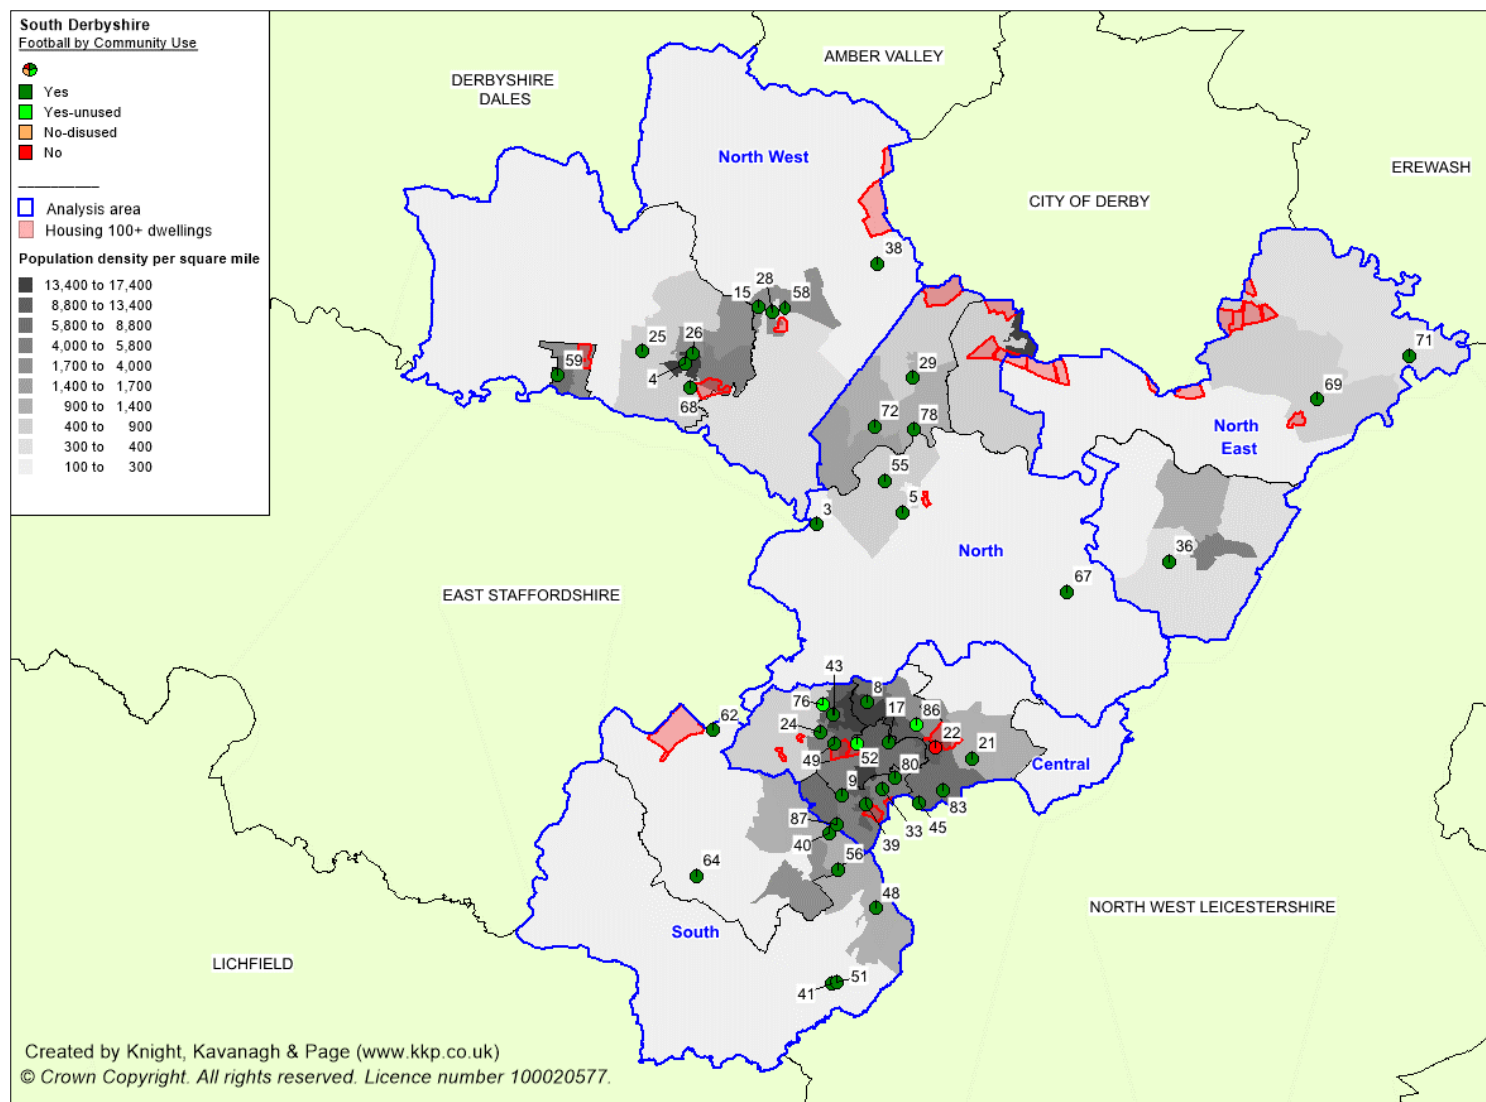 South Derbyshire
Football by Community Use
Yes
Yes-unused
No-disused
No
Analysis area
Housing 100+ dwellings
Population density per square mile
13,400 to 17,400
8,800 to 13,400
5,800 to 8,800
4,000 to 5,800
1,700 to 4,000
1,400 to 1,700
900 to 1,400
400 to 900
300 to 400
100 to 300
AMBER VALLEY
DERBYSHIRE
DALES
North West
EREWASH
CITY OF DERBY
38
28
15
58
25
26
59
4
68
29
71
69
72
78
North
East
55
5
3
36
North
67
EAST STAFFORDSHIRE
43
8
76
17
86
62
24
22
21
49
52
Central
80
9
83
87
33
45
40
39
56
64
48
NORTH WEST LEICESTERSHIRE
South
LICHFIELD
51
41
Created by Knight, Kavanagh & Page (www.kkp.co.uk)
© Crown Copyright. All rights reserved. Licence number 100020577.